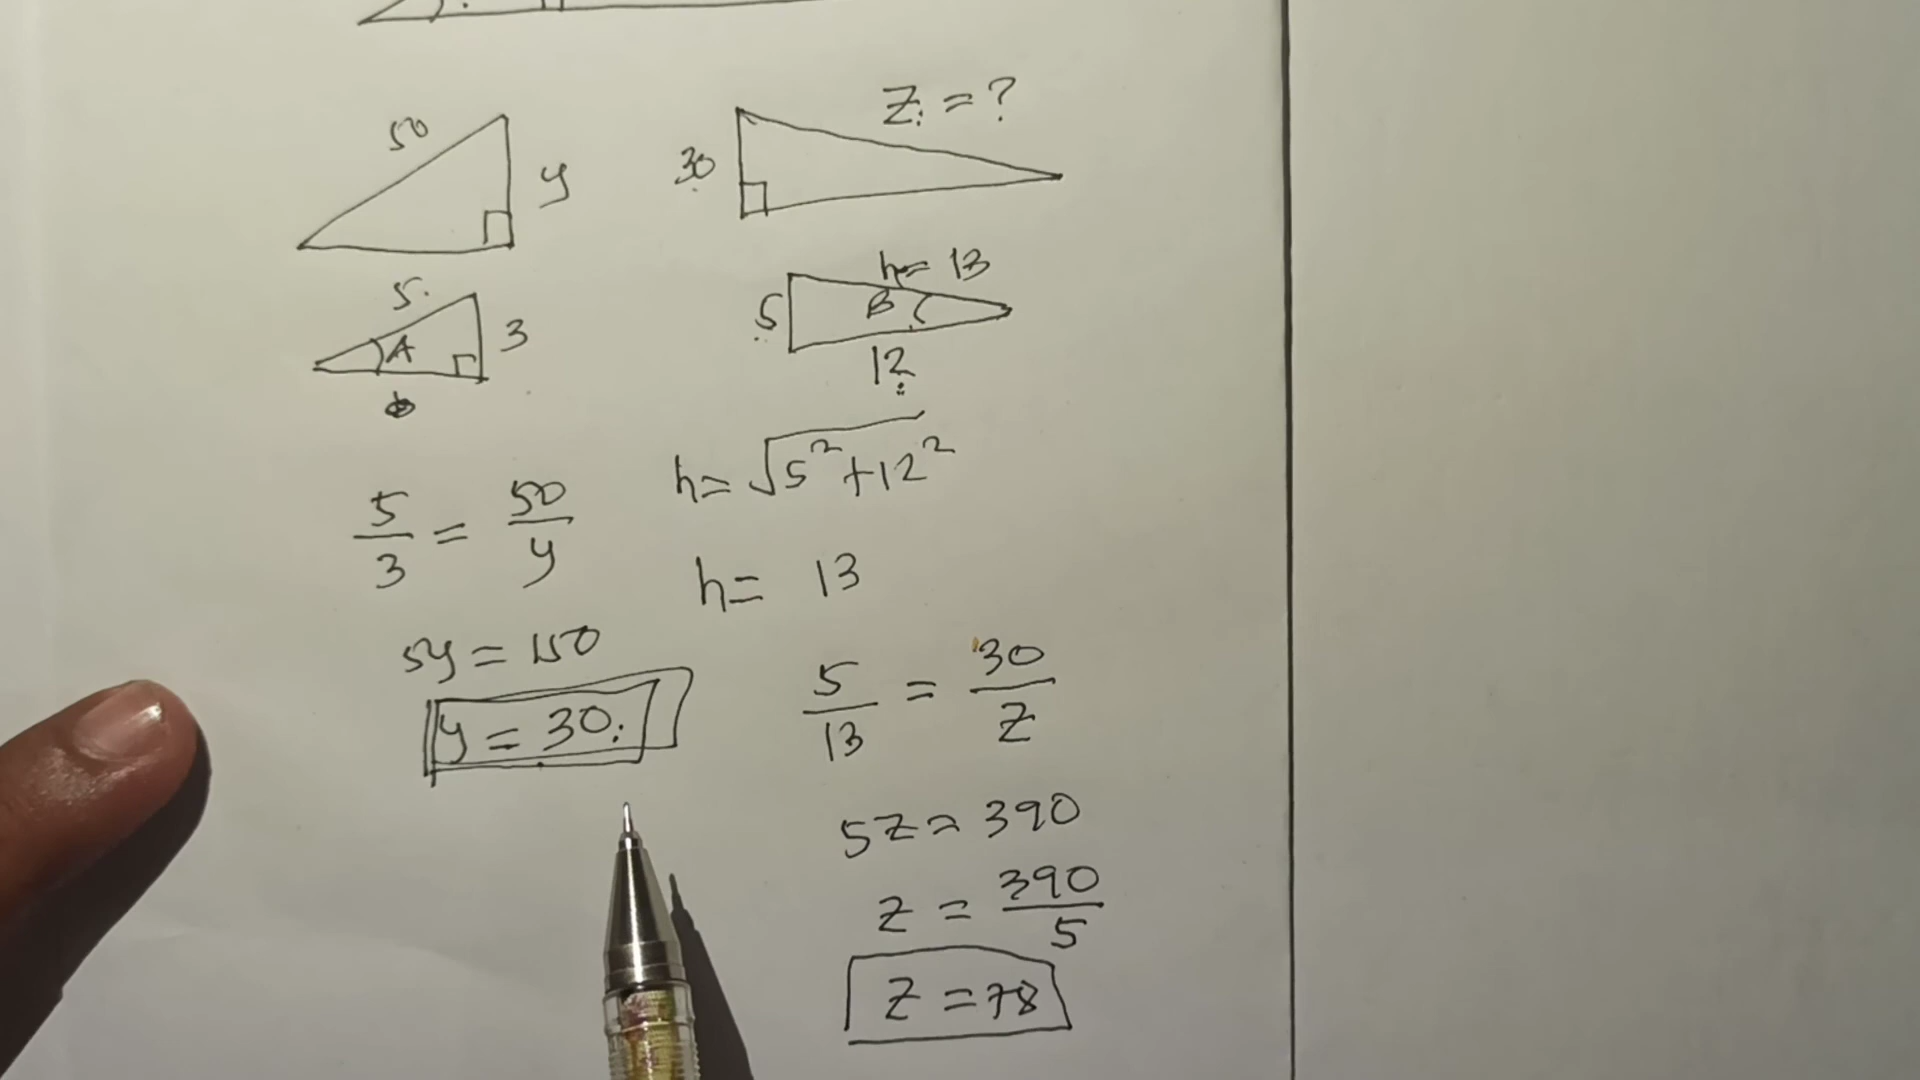 50
y
30
Z = ?
5
A
3
h = 13
5
B
12
h = √5²+12²
5/3 = 50/y
h = 13
5y = 150
y = 30
5/13 = 30/Z
5Z = 390
Z = 390/5
Z = 78